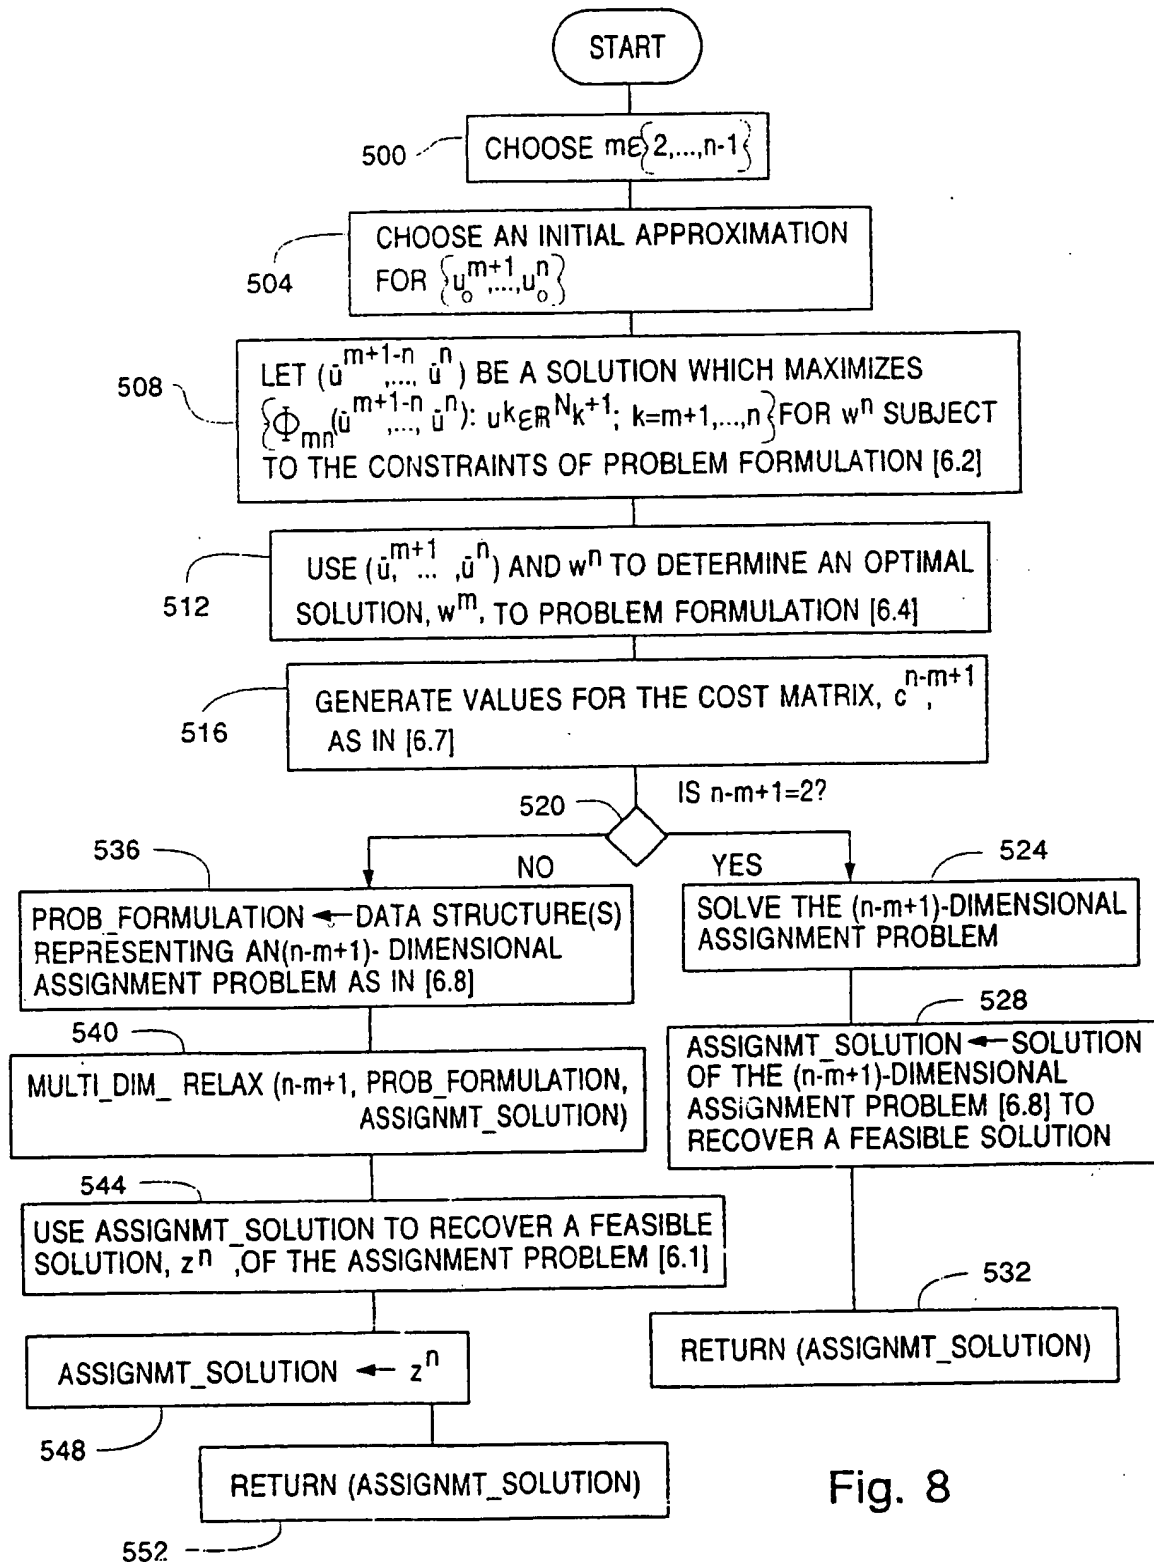 START
500
CHOOSE mε{2,...,n-1}
504
CHOOSE AN INITIAL APPROXIMATION
FOR {u₀^m+1,...,u₀^n}
508
LET (ū^m+1-n,..., ū^n) BE A SOLUTION WHICH MAXIMIZES
{Φ_mn(ū^m+1-n,..., ū^n): u^k ε ℝ^N_k+1; k=m+1,...,n} FOR w^n SUBJECT
TO THE CONSTRAINTS OF PROBLEM FORMULATION [6.2]
512
USE (ū,^m+1... ,ū^n) AND w^n TO DETERMINE AN OPTIMAL
SOLUTION, w^m, TO PROBLEM FORMULATION [6.4]
516
GENERATE VALUES FOR THE COST MATRIX, c^n-m+1,
AS IN [6.7]
520
IS n-m+1=2?
NO
YES
536
PROB_FORMULATION ← DATA STRUCTURE(S)
REPRESENTING AN(n-m+1)- DIMENSIONAL
ASSIGNMENT PROBLEM AS IN [6.8]
540
MULTI_DIM_ RELAX (n-m+1, PROB_FORMULATION,
ASSIGNMT_SOLUTION)
544
USE ASSIGNMT_SOLUTION TO RECOVER A FEASIBLE
SOLUTION, z^n ,OF THE ASSIGNMENT PROBLEM [6.1]
548
ASSIGNMT_SOLUTION ← z^n
552
RETURN (ASSIGNMT_SOLUTION)
524
SOLVE THE (n-m+1)-DIMENSIONAL
ASSIGNMENT PROBLEM
528
ASSIGNMT_SOLUTION ← SOLUTION
OF THE (n-m+1)-DIMENSIONAL
ASSIGNMENT PROBLEM [6.8] TO
RECOVER A FEASIBLE SOLUTION
532
RETURN (ASSIGNMT_SOLUTION)
Fig. 8